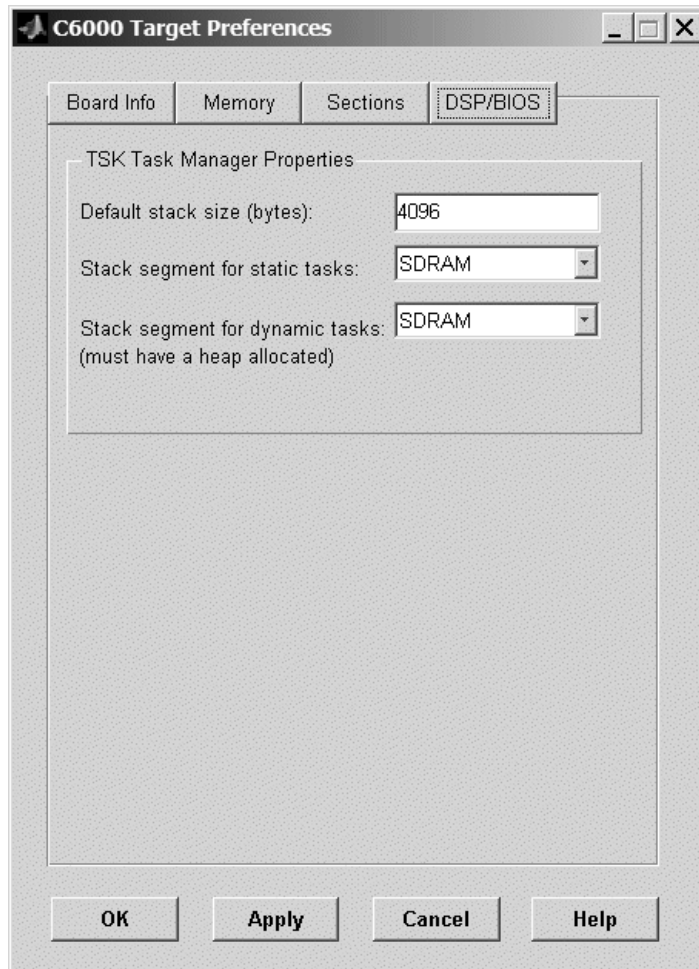 C6000 Target Preferences
Board Info Memory Sections DSP/BIOS
TSK Task Manager Properties
Default stack size (bytes): 4096
Stack segment for static tasks: SDRAM
Stack segment for dynamic tasks: SDRAM
(must have a heap allocated)
OK Apply Cancel Help